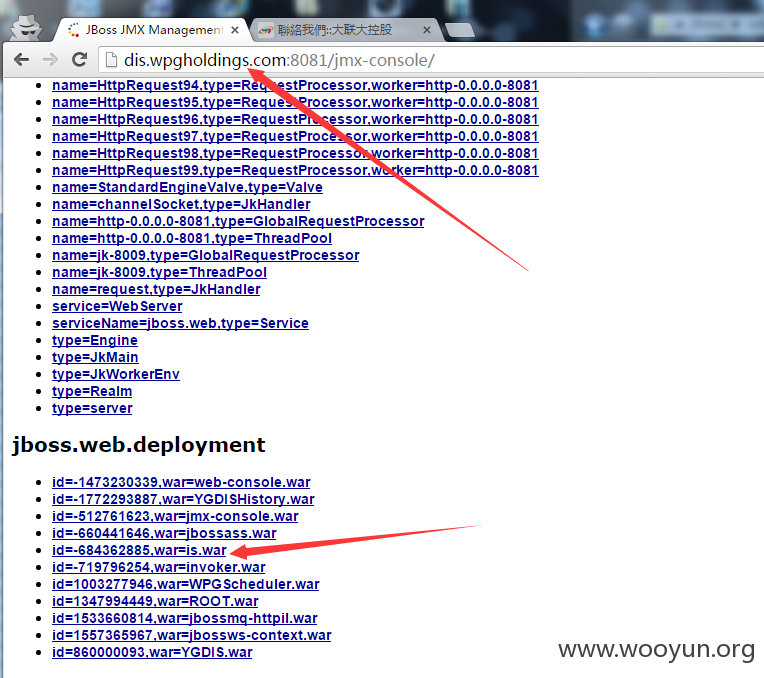 JBoss JMX Management
聯絡我們::大联大控股
dis.wpgholdings.com:8081/jmx-console/
name=HttpRequest94,type=RequestProcessor,worker=http-0.0.0.0-8081
name=HttpRequest95,type=RequestProcessor,worker=http-0.0.0.0-8081
name=HttpRequest96,type=RequestProcessor,worker=http-0.0.0.0-8081
name=HttpRequest97,type=RequestProcessor,worker=http-0.0.0.0-8081
name=HttpRequest98,type=RequestProcessor,worker=http-0.0.0.0-8081
name=HttpRequest99,type=RequestProcessor,worker=http-0.0.0.0-8081
name=StandardEngineValve,type=Valve
name=channelSocket,type=JkHandler
name=http-0.0.0.0-8081,type=GlobalRequestProcessor
name=http-0.0.0.0-8081,type=ThreadPool
name=jk-8009,type=GlobalRequestProcessor
name=jk-8009,type=ThreadPool
name=request,type=JkHandler
service=WebServer
serviceName=jboss.web,type=Service
type=Engine
type=JkMain
type=JkWorkerEnv
type=Realm
type=server
jboss.web.deployment
id=-1473230339,war=web-console.war
id=-1772293887,war=YGDISHistory.war
id=-512761623,war=jmx-console.war
id=-660441646,war=jbossass.war
id=-684362885,war=is.war
id=-719796254,war=invoker.war
id=1003277946,war=WPGScheduler.war
id=1347994449,war=ROOT.war
id=1533660814,war=jbossmq-httpil.war
id=1557365967,war=jbossws-context.war
id=860000093,war=YGDIS.war
www.wooyun.org